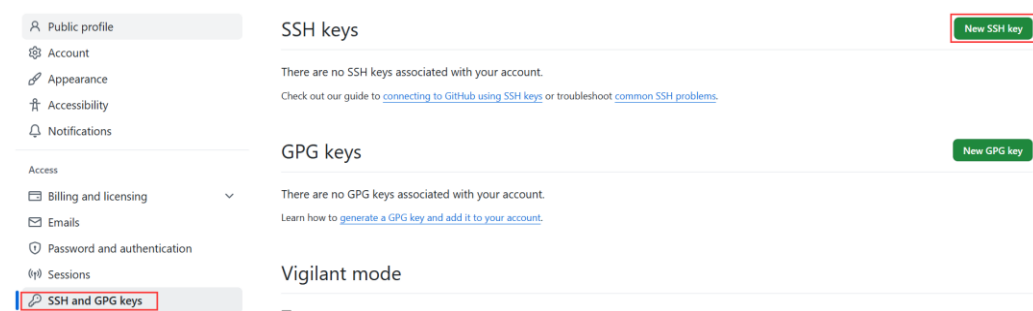 Public profile
Account
Appearance
Accessibility
Notifications
Access
Billing and licensing
Emails
Password and authentication
Sessions
SSH and GPG keys
SSH keys
New SSH key
There are no SSH keys associated with your account.
Check out our guide to connecting to GitHub using SSH keys or troubleshoot common SSH problems.
GPG keys
New GPG key
There are no GPG keys associated with your account.
Learn how to generate a GPG key and add it to your account.
Vigilant mode